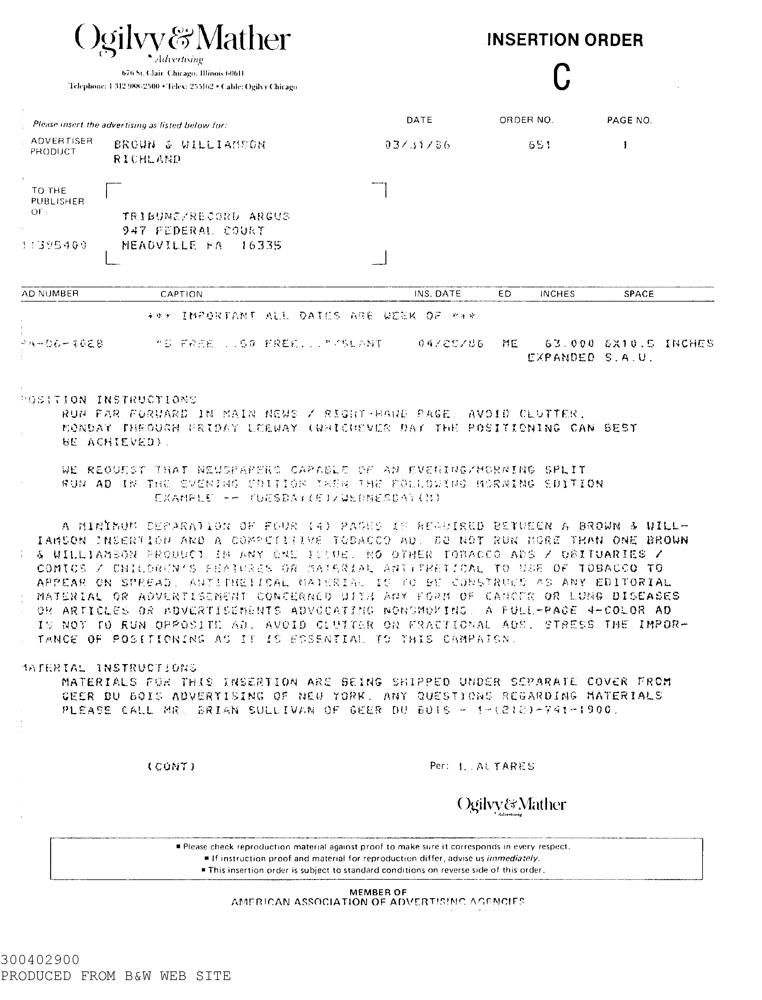 Ogilvy & Mather
Advertising
676 St. Clair Chicago, Illinois 60611
Telephone: 1 312 988-2500 • Telex: 255162 • Cable: Ogilvy Chicago
INSERTION ORDER
C
Please insert the advertising as listed below for:
DATE ORDER NO. PAGE NO.
ADVERTISER BROWN & WILLIAMSON 03/31/86 651 1
PRODUCT RICHLAND
TO THE
PUBLISHER
OF:
TRIBUNE/RECORD ARGUS
947 FEDERAL COURT
11395400 MEADVILLE PA 16335
AD NUMBER CAPTION INS. DATE ED INCHES SPACE
*** IMPORTANT ALL DATES ARE WEEK OF ***
FREE ... FREE..."/SLANT ME 63.000 6X10.5 INCHES
EXPANDED S.A.U.
POSITION INSTRUCTIONS
RUN FAR FORWARD IN MAIN NEWS / RIGHT-HAND PAGE. AVOID CLUTTER.
MONDAY THROUGH FRIDAY LEEWAY (WHICHEVER DAY THE POSITIONING CAN BEST
BE ACHIEVED).
WE REQUEST THAT NEWSPAPERS CAPABLE OF AN EVENING/MORNING SPLIT
RUN AD IN THE EVENING EDITION THEN THE FOLLOWING MORNING EDITION
EXAMPLE -- TUESDAY(E)/WEDNESDAY(M)
A MINIMUM SEPARATION OF FOUR (4) PAGES IS REQUIRED BETWEEN A BROWN & WILL-
IAMSON INSERTION AND A COMPETITIVE TOBACCO AD. DO NOT RUN MORE THAN ONE BROWN
& WILLIAMSON PRODUCT IN ANY ONE ISSUE. NO OTHER TOBACCO ADS / OBITUARIES /
COMICS / CHILDREN'S FEATURES OR MATERIAL ANTITHETICAL TO USE OF TOBACCO TO
APPEAR ON SPREAD. ANTITHETICAL MATERIAL IS TO BE CONSTRUED AS ANY EDITORIAL
MATERIAL OR ADVERTISEMENT CONCERNED WITH ANY FORM OF CANCER OR LUNG DISEASES
OR ARTICLES OR ADVERTISEMENTS ADVOCATING NONSMOKING. A FULL-PAGE 4-COLOR AD
IS NOT TO RUN OPPOSITE AD. AVOID CLUTTER ON FRACTIONAL ADS. STRESS THE IMPOR-
TANCE OF POSITIONING AS IT IS ESSENTIAL TO THIS CAMPAIGN.
MATERIAL INSTRUCTIONS
MATERIALS FOR THIS INSERTION ARE BEING SHIPPED UNDER SEPARATE COVER FROM
GEER DU BOIS ADVERTISING OF NEW YORK. ANY QUESTIONS REGARDING MATERIALS
PLEASE CALL MR. BRIAN SULLIVAN OF GEER DU BOIS - 1-(212)-741-1900.
(CONT) Per: L. ALTARES
Ogilvy & Mather
Advertising
■ Please check reproduction material against proof to make sure it corresponds in every respect.
■ If instruction proof and material for reproduction differ, advise us immediately.
■ This insertion order is subject to standard conditions on reverse side of this order.
MEMBER OF
AMERICAN ASSOCIATION OF ADVERTISING AGENCIES
300402900
PRODUCED FROM B&W WEB SITE